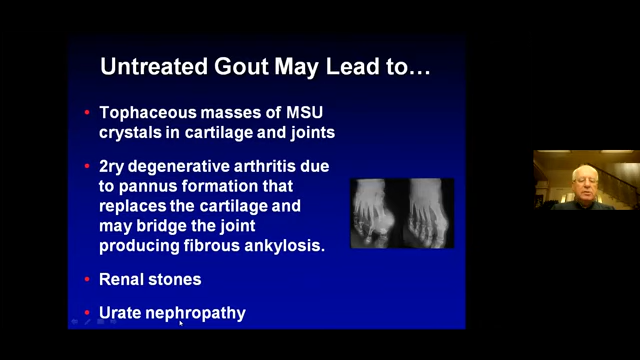 Untreated Gout May Lead to…
• Tophaceous masses of MSU
crystals in cartilage and joints
• 2ry degenerative arthritis due
to pannus formation that
replaces the cartilage and
may bridge the joint
producing fibrous ankylosis.
• Renal stones
• Urate nephropathy